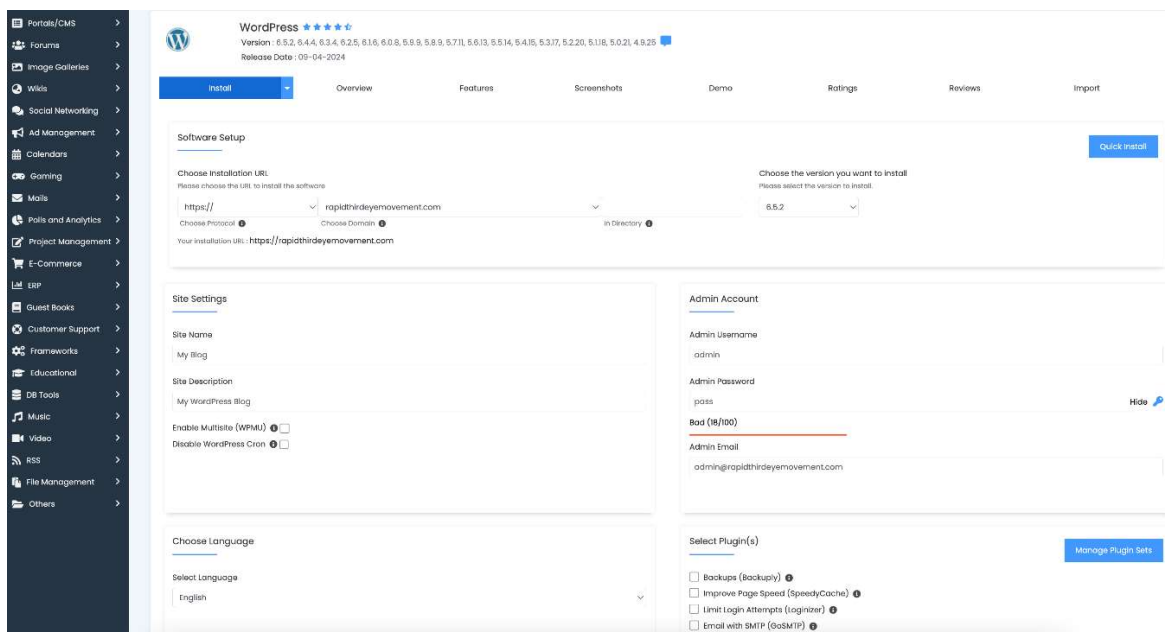 Portals/CMS
Forums
Image Galleries
Wikis
Social Networking
Ad Management
Calendars
Gaming
Mails
Polls and Analytics
Project Management
E-Commerce
ERP
Guest Books
Customer Support
Frameworks
Educational
DB Tools
Music
Video
RSS
File Management
Others
WordPress
Version : 6.5.2, 6.4.4, 6.3.4, 6.2.5, 6.1.6, 6.0.8, 5.9.9, 5.8.9, 5.7.11, 5.6.13, 5.5.14, 5.4.15, 5.3.17, 5.2.20, 5.1.18, 5.0.21, 4.9.25
Release Date : 09-04-2024
Install Overview Features Screenshots Demo Ratings Reviews Import
Software Setup
Quick Install
Choose Installation URL
Please choose the URL to install the software
https:// rapidthirdeyemovement.com
Choose Protocol Choose Domain In Directory
Your installation URL : https://rapidthirdeyemovement.com
Choose the version you want to install
Please select the version to install.
6.5.2
Site Settings
Site Name
My Blog
Site Description
My WordPress Blog
Enable Multisite (WPMU)
Disable WordPress Cron
Admin Account
Admin Username
admin
Admin Password
pass Hide
Bad (18/100)
Admin Email
admin@rapidthirdeyemovement.com
Choose Language
Select Language
English
Select Plugin(s)
Manage Plugin Sets
Backups (Backuply)
Improve Page Speed (SpeedyCache)
Limit Login Attempts (Loginizer)
Email with SMTP (GoSMTP)